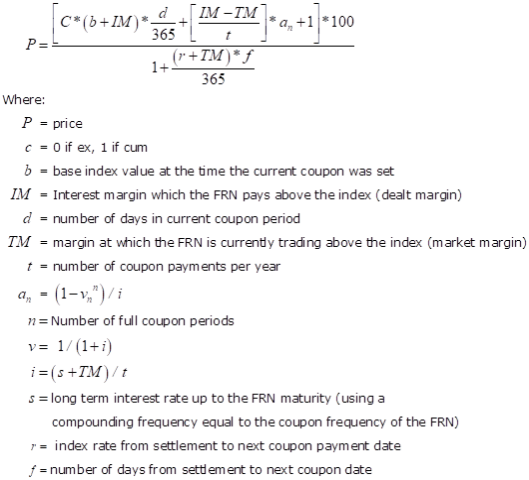 P = [C*(b+IM)*d/365+[IM-TM/t]*aₙ+1]*100
1+(r+TM)*f/365
Where:
P = price
c = 0 if ex, 1 if cum
b = base index value at the time the current coupon was set
IM = Interest margin which the FRN pays above the index (dealt margin)
d = number of days in current coupon period
TM = margin at which the FRN is currently trading above the index (market margin)
t = number of coupon payments per year
aₙ = (1-vₙⁿ)/i
n = Number of full coupon periods
v = 1/(1+i)
i = (s+TM)/t
s = long term interest rate up to the FRN maturity (using a
compounding frequency equal to the coupon frequency of the FRN)
r = index rate from settlement to next coupon payment date
f = number of days from settlement to next coupon date